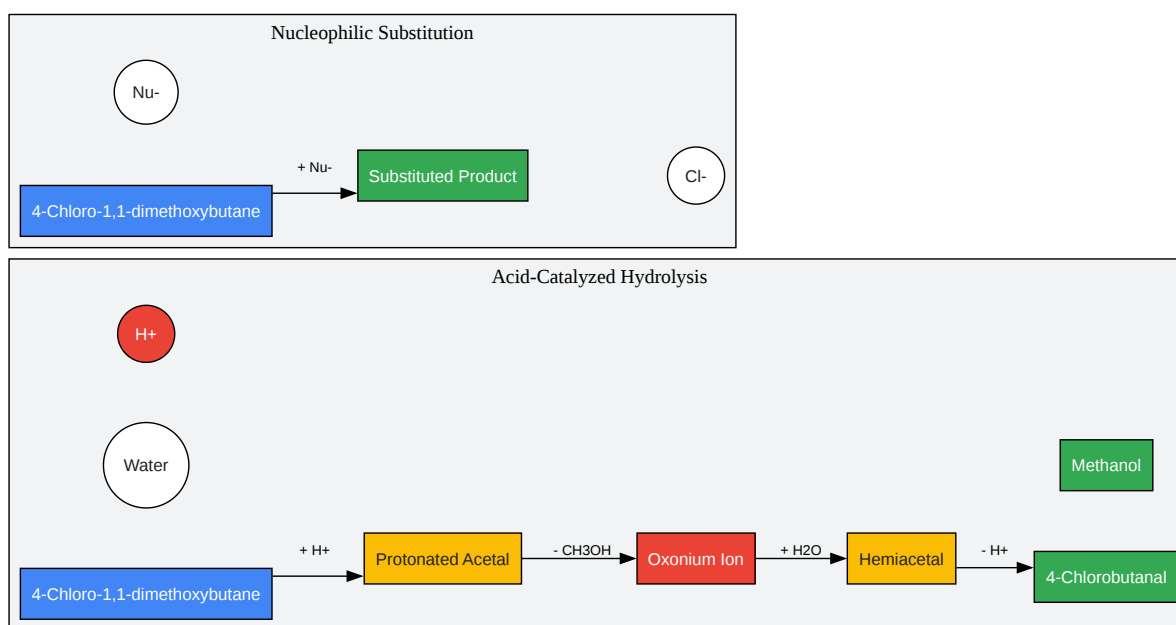 Nucleophilic Substitution
Nu-
+ Nu-
Substituted Product
Cl-
4-Chloro-1,1-dimethoxybutane
Acid-Catalyzed Hydrolysis
H+
Water
Methanol
+ H+
- CH3OH
+ H2O
- H+
Protonated Acetal
Oxonium Ion
Hemiacetal
4-Chlorobutanal
4-Chloro-1,1-dimethoxybutane